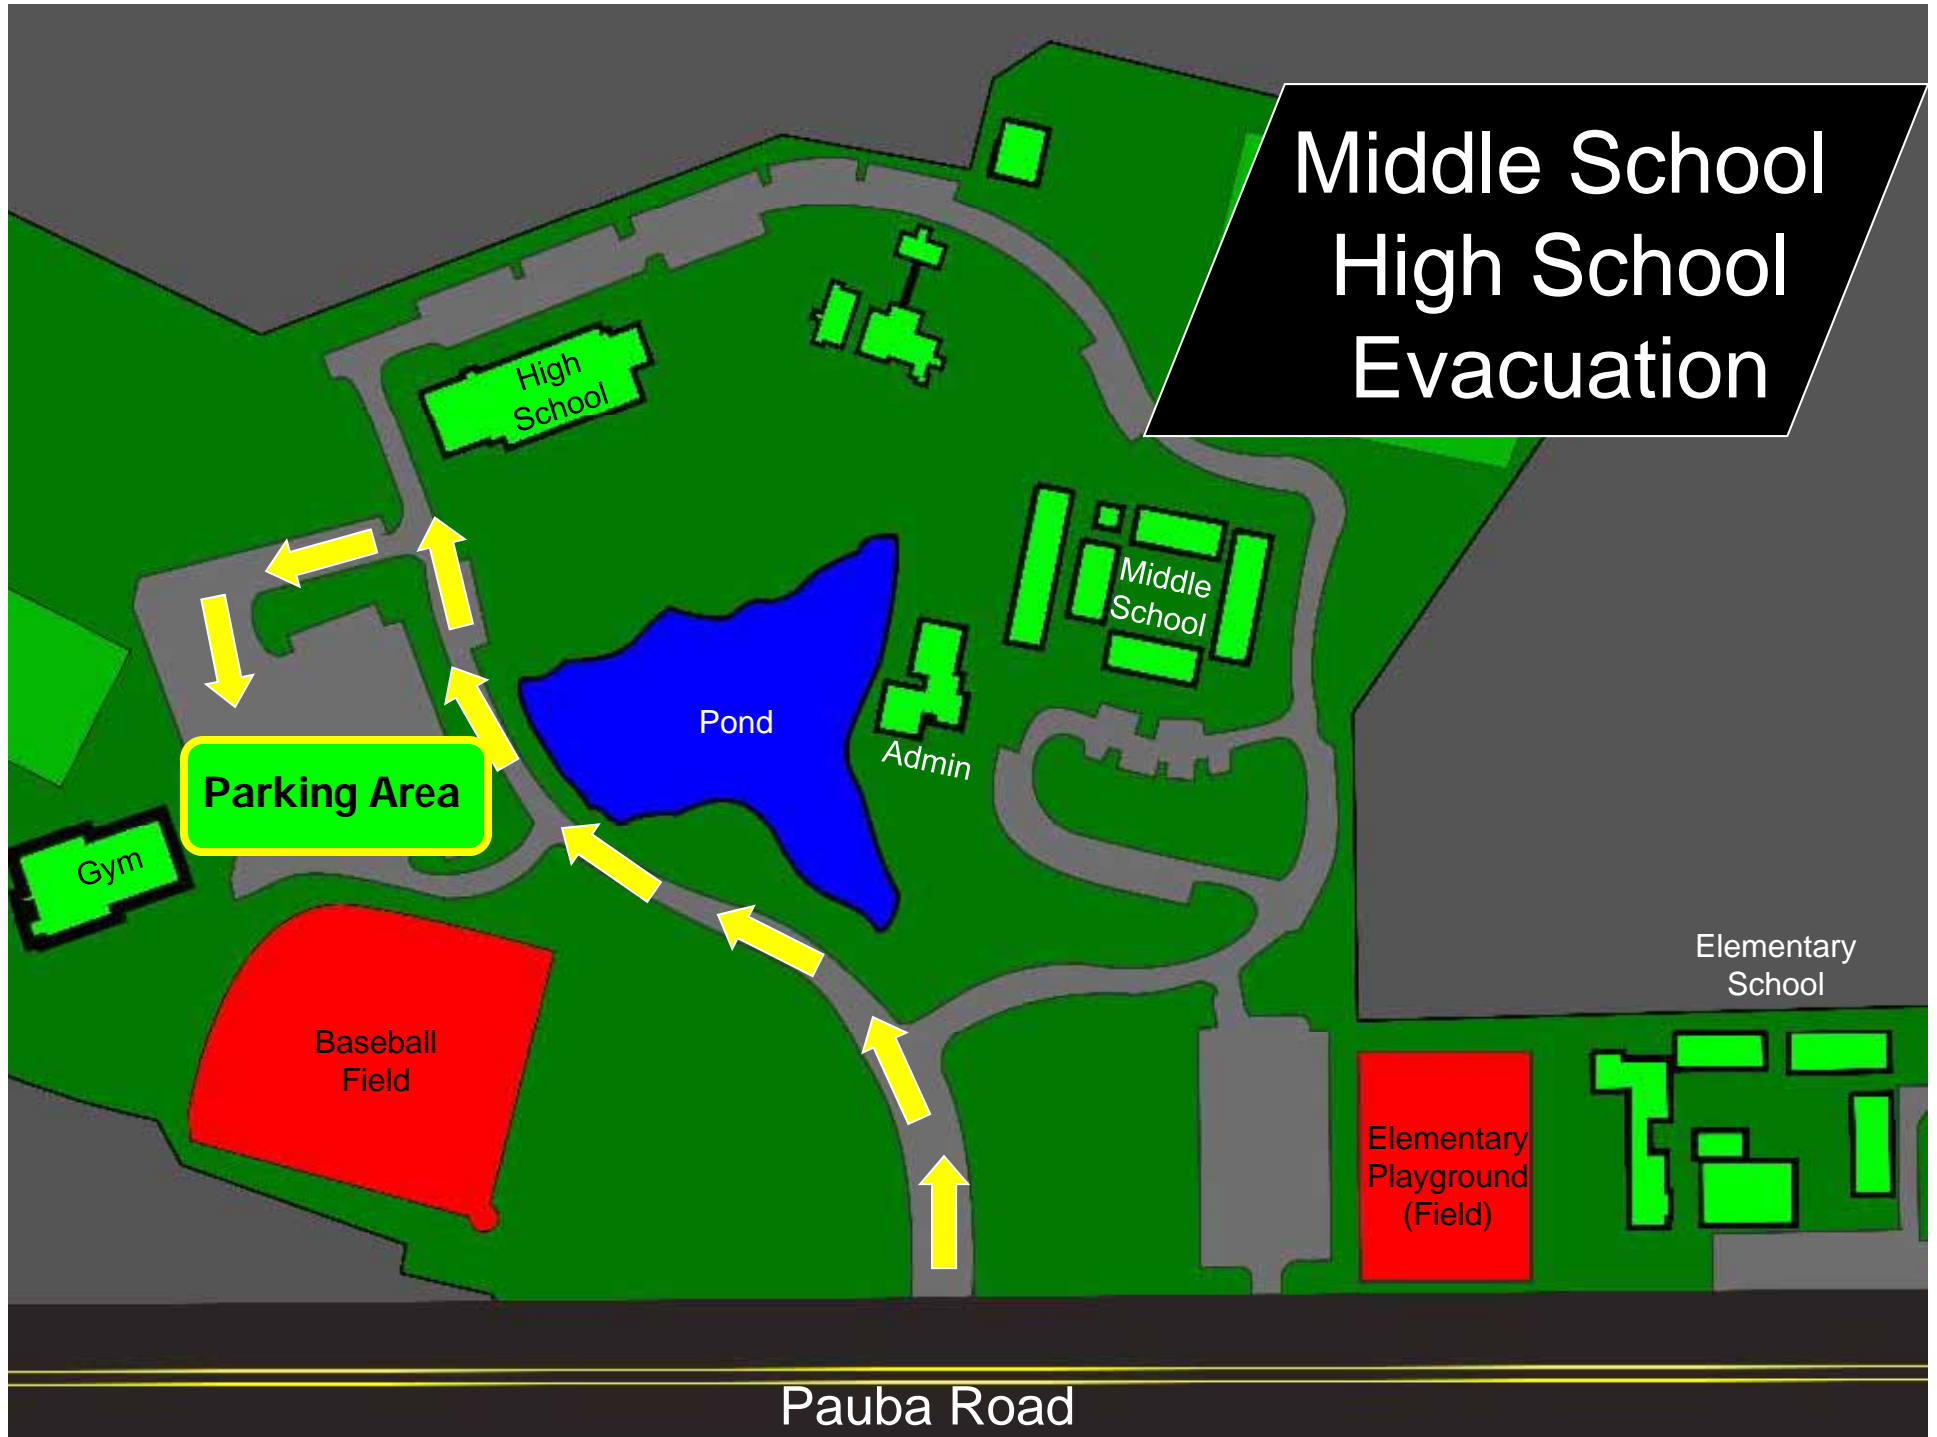 Middle School
High School
Evacuation
High
School
Middle
School
Pond
Admin
Parking Area
Gym
Elementary
School
Baseball
Field
Elementary
Playground
(Field)
Pauba Road